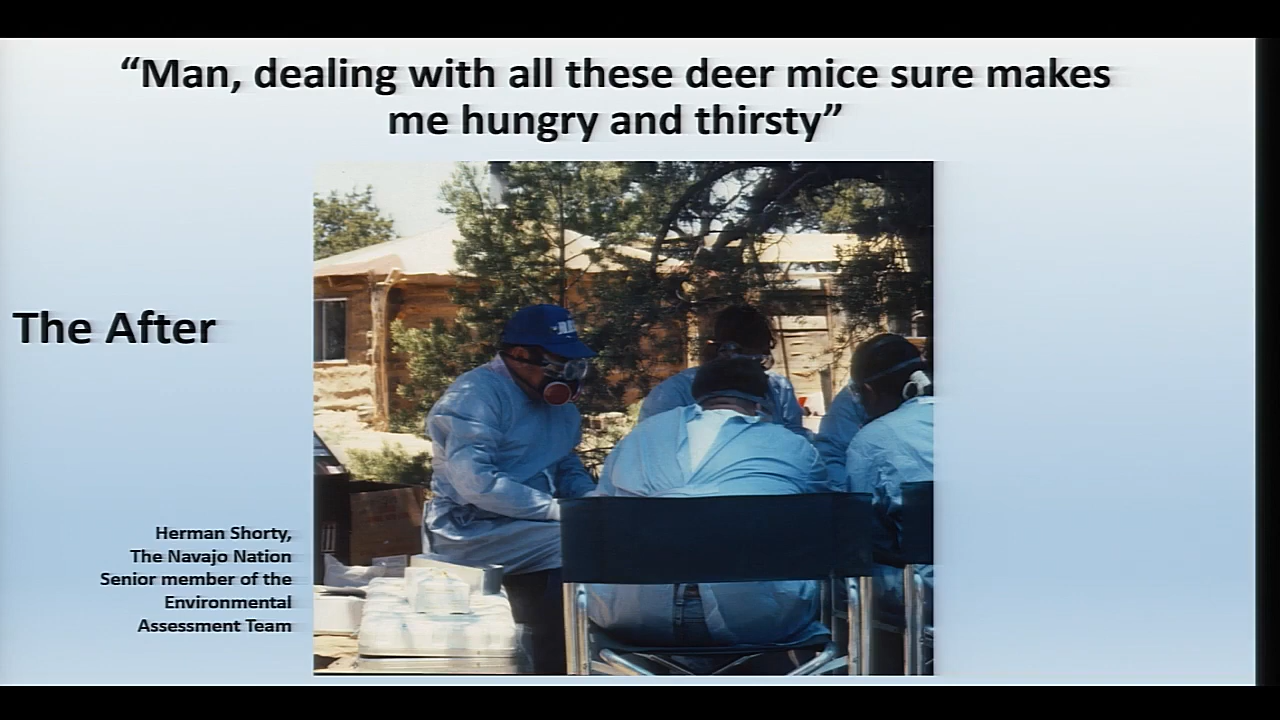 “Man, dealing with all these deer mice sure makes
me hungry and thirsty”
The After
Herman Shorty,
The Navajo Nation
Senior member of the
Environmental
Assessment Team